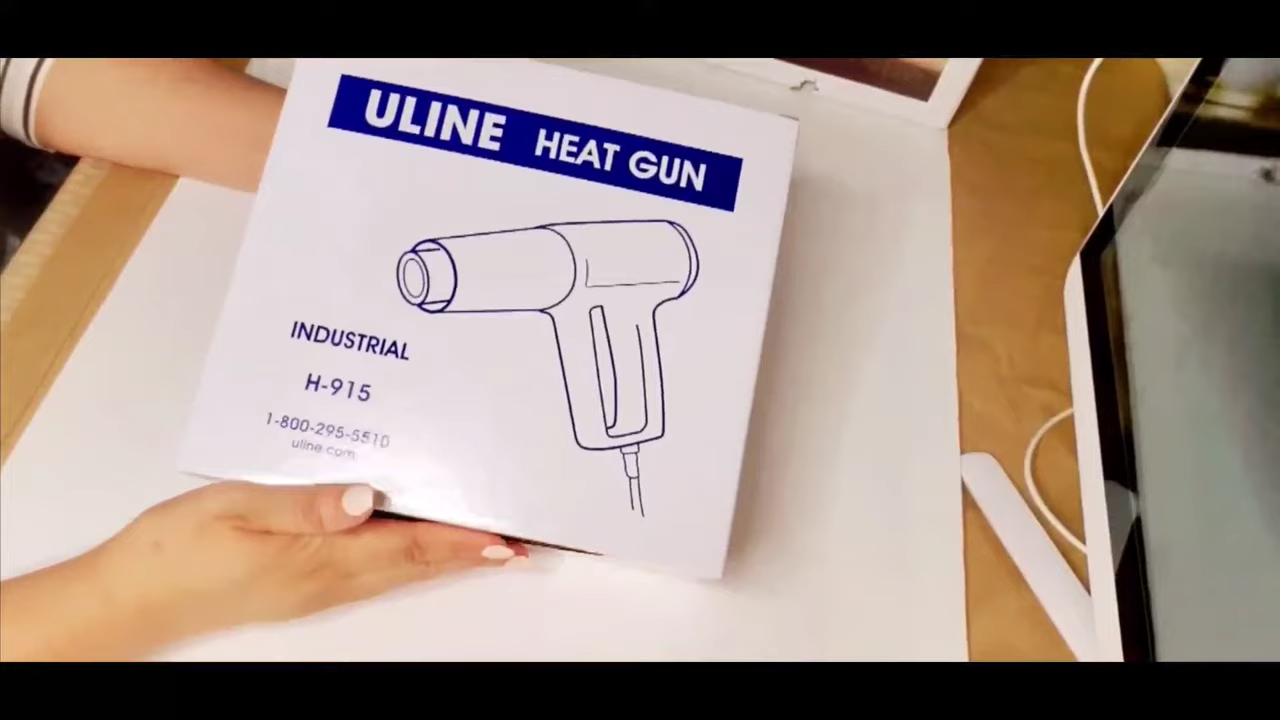 ULINE HEAT GUN
INDUSTRIAL
H-915
1-800-295-5510
uline.com